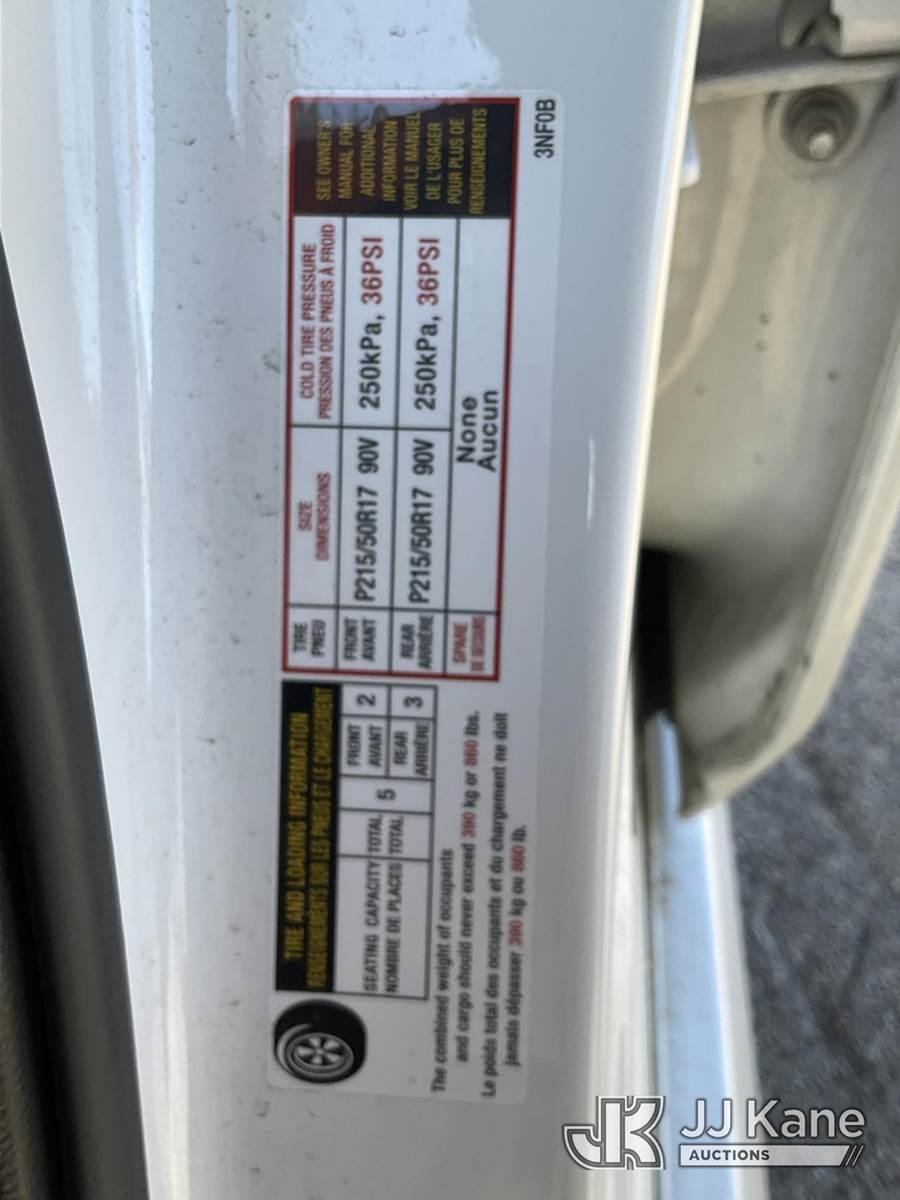 TIRE AND LOADING INFORMATION
RENSEIGNEMENTS SUR LES PNEUS ET LE CHARGEMENT
SEATING CAPACITY TOTAL 5 FRONT 2
NOMBRE DE PLACES TOTAL AVANT
REAR 3
ARRIÈRE
The combined weight of occupants
and cargo should never exceed 390 kg or 860 lbs.
Le poids total des occupants et du chargement ne doit
jamais dépasser 390 kg ou 860 lb.
TIRE SIZE COLD TIRE PRESSURE
PNEU DIMENSIONS PRESSION DES PNEUS À FROID
FRONT
AVANT P215/50R17 90V 250kPa, 36PSI
REAR
ARRIÈRE P215/50R17 90V 250kPa, 36PSI
SPARE None
DE SECOURS Aucun
SEE OWNER'S
MANUAL FOR
ADDITIONAL
INFORMATION
VOIR LE MANUEL
DE L'USAGER
POUR PLUS DE
RENSEIGNEMENTS
3NF0B
JK JJ Kane
AUCTIONS